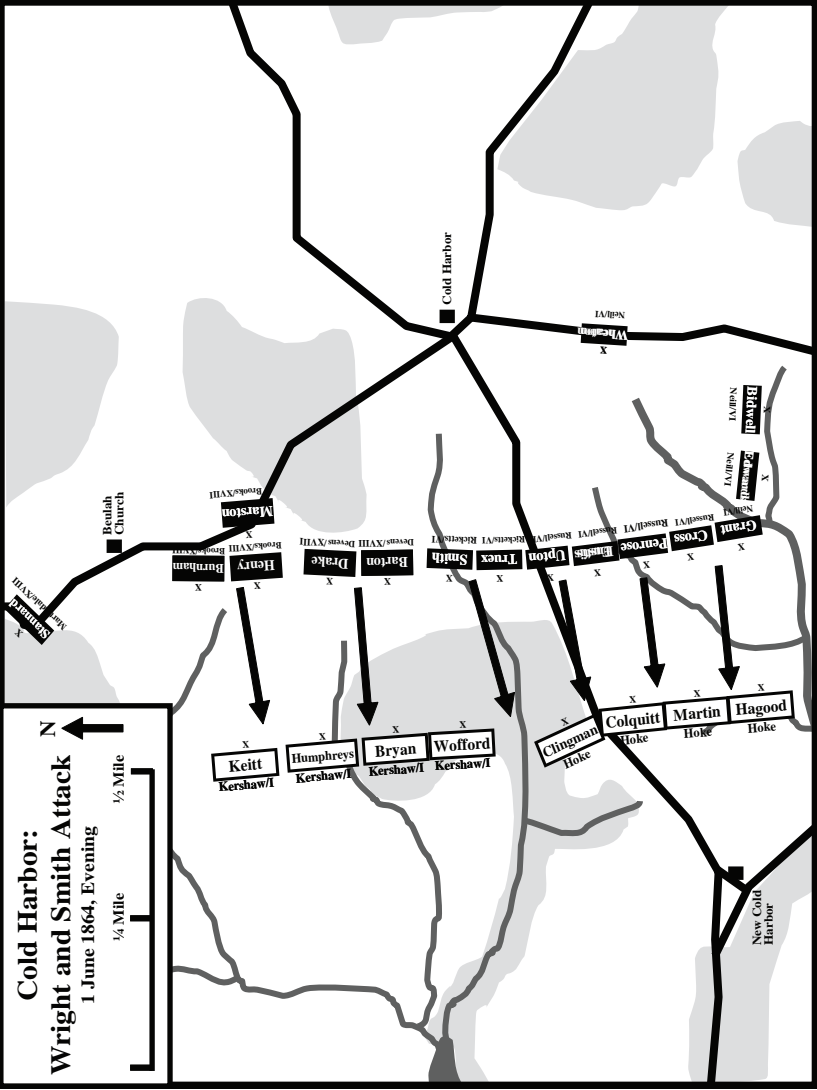 Cold Harbor:
Wright and Smith Attack
1 June 1864, Evening
¼ Mile
½ Mile
N
Cold Harbor
Beulah
Church
New Cold
Harbor
Neill/VI
X
Bidwell
Neill/VI
X
Neill/VI
X
Grant
Neill/VI
X
Cross
Russell/VI
X
Penrose
Russell/VI
X
Russell/VI
X
Upton
Russell/VI
X
Truex
Ricketts/VI
X
Smith
Ricketts/VI
X
Barton
Devens/XVIII
X
Drake
Devens/XVIII
X
Henry
Brooks/XVIII
X
Burnham
Brooks/XVIII
X
Marston
Brooks/XVIII
X
Stannard
X
X
Keitt
Kershaw/I
X
Humphreys
Kershaw/I
X
Bryan
Kershaw/I
X
Wofford
Kershaw/I
X
Clingman
Hoke
X
Colquitt
Hoke
X
Martin
Hoke
X
Hagood
Hoke